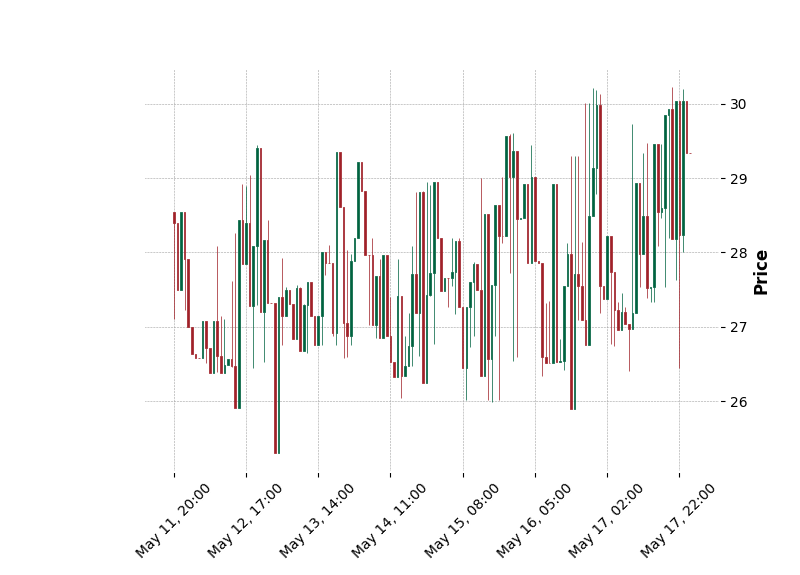 30
29
28
27
26
Price
May 11, 20:00
May 12, 17:00
May 13, 14:00
May 14, 11:00
May 15, 08:00
May 16, 05:00
May 17, 02:00
May 17, 22:00